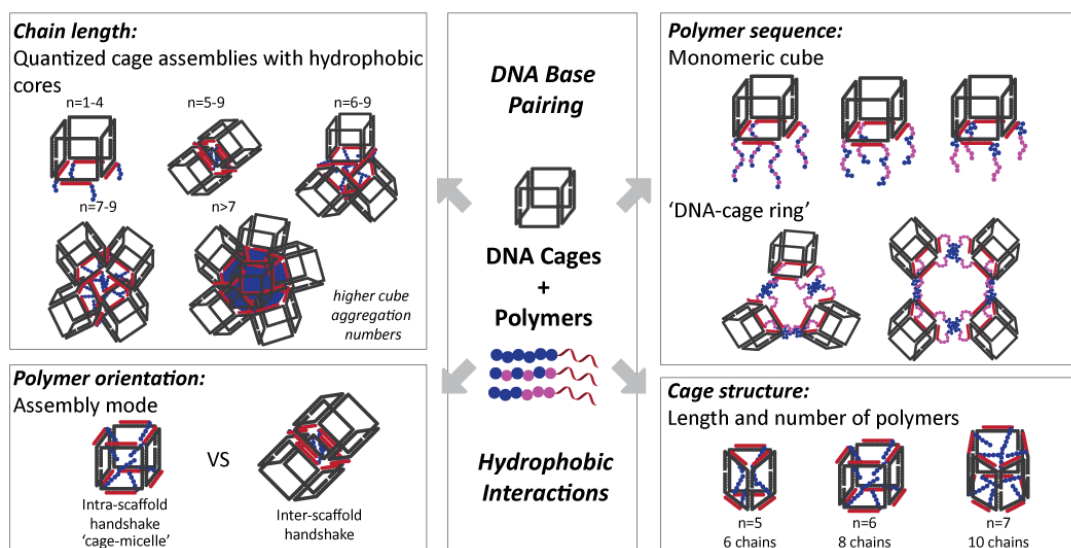 Chain length:
Quantized cage assemblies with hydrophobic
cores
n=1-4
n=5-9
n=6-9
n=7-9
n>7
higher cube
aggregation
numbers
Polymer orientation:
Assembly mode
VS
Intra-scaffold
handshake
'cage-micelle'
Inter-scaffold
handshake
DNA Base
Pairing
DNA Cages
+
Polymers
Hydrophobic
Interactions
Polymer sequence:
Monomeric cube
'DNA-cage ring'
Cage structure:
Length and number of polymers
n=5
6 chains
n=6
8 chains
n=7
10 chains